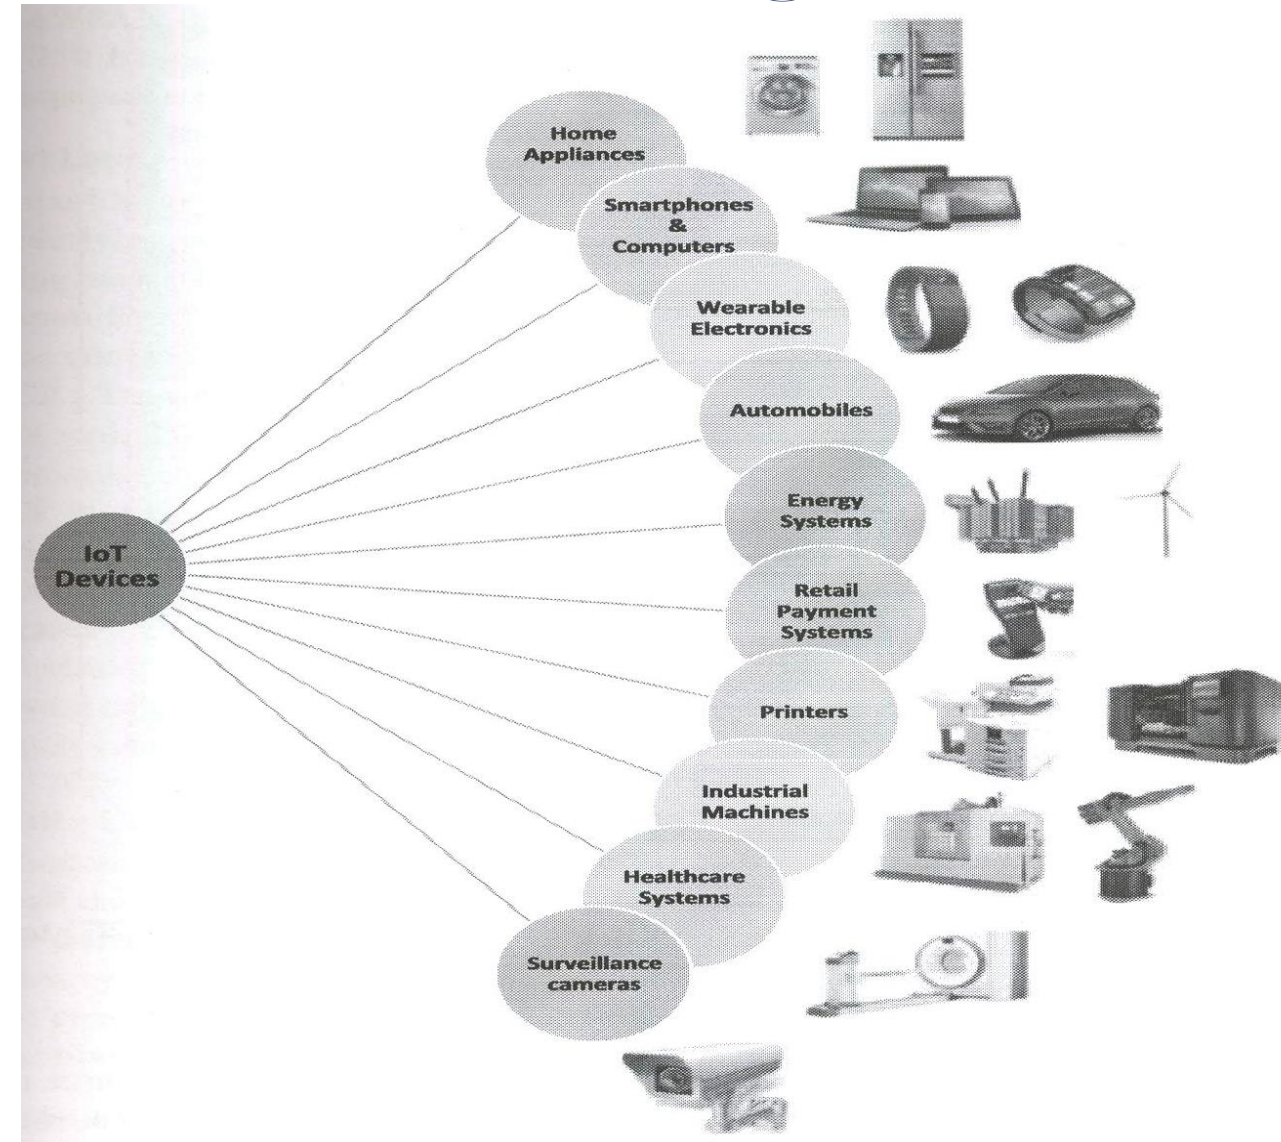 Home
Appliances
Smartphones
&
Computers
Wearable
Electronics
Automobiles
Energy
Systems
IoT
Devices
Retail
Payment
Systems
Printers
Industrial
Machines
Healthcare
Systems
Surveillance
cameras